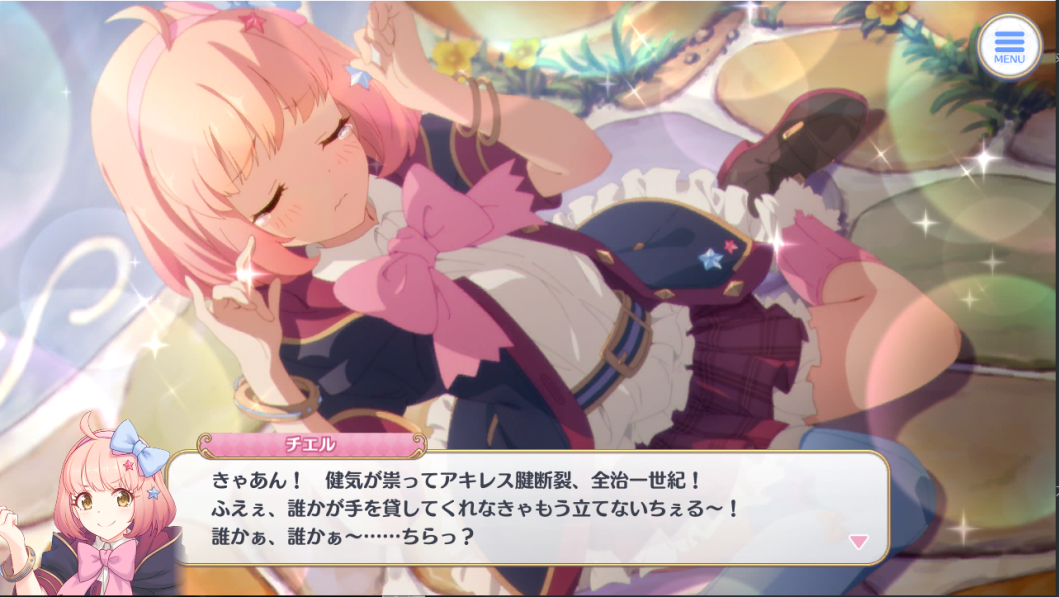 MENU
チエル
きゃあん！　健気が祟ってアキレス腱断裂、全治一世紀！
ふえぇ、誰かが手を貸してくれなきゃもう立てないちぇる～！
誰かぁ、誰かぁ～……ちらっ？